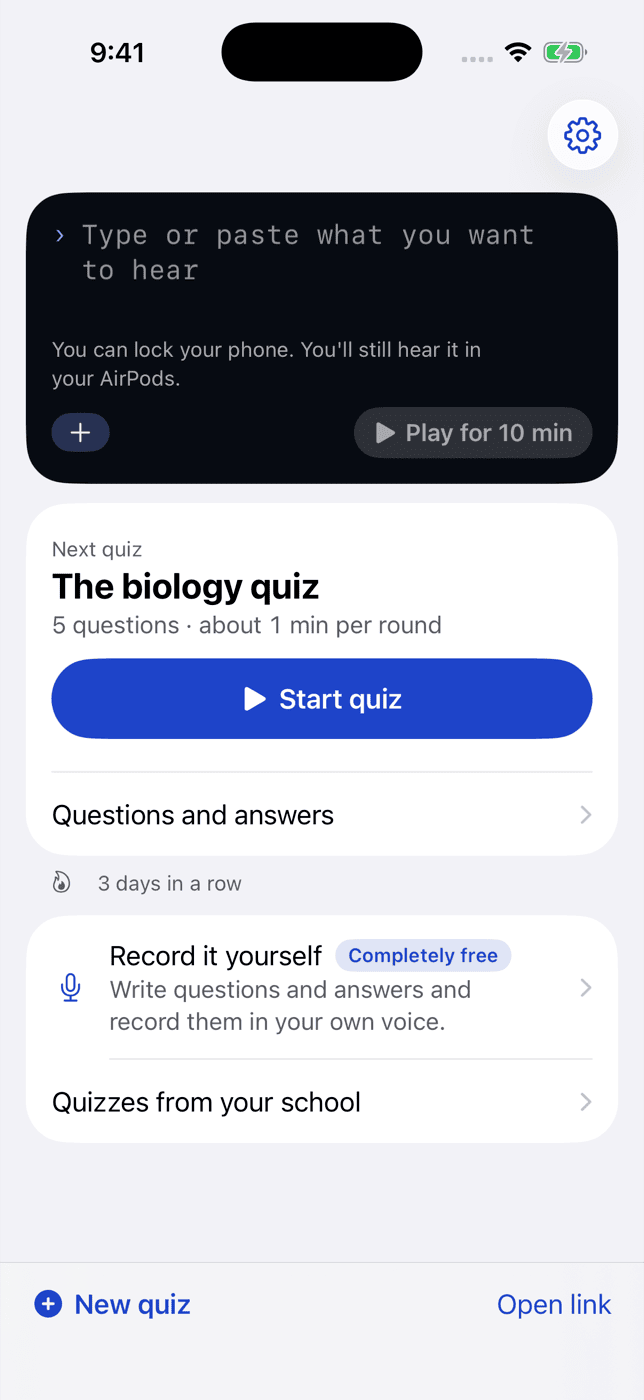 9:41
› Type or paste what you want
to hear
You can lock your phone. You'll still hear it in
your AirPods.
Play for 10 min
Next quiz
The biology quiz
5 questions · about 1 min per round
Start quiz
Questions and answers
3 days in a row
Record it yourself Completely free
Write questions and answers and
record them in your own voice.
Quizzes from your school
New quiz
Open link